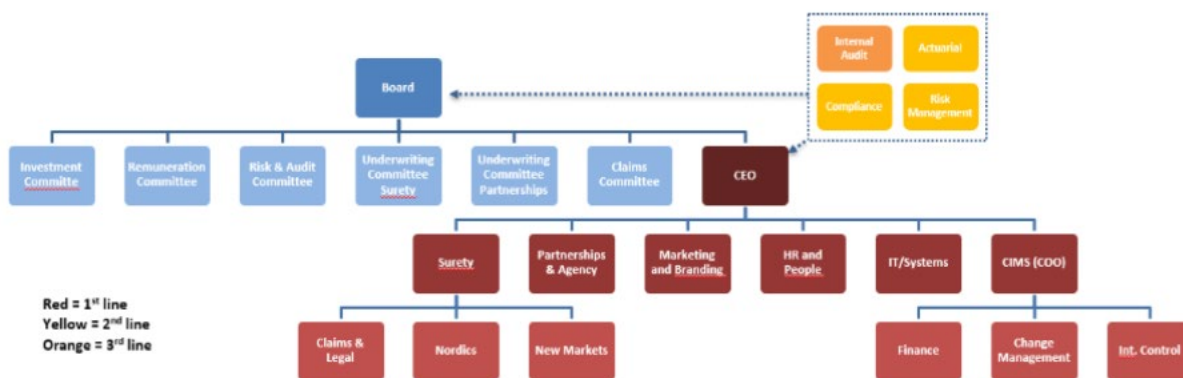 Internal
Audit
Actuarial
Compliance
Risk
Management
Board
Investment
Committe
Remuneration
Committee
Risk & Audit
Committee
Underwriting
Committee
Surety
Underwriting
Committee
Partnerships
Claims
Committee
CEO
Surety
Partnerships
& Agency
Marketing
and Branding
HR and
People
IT/Systems
CIMS (COO)
Red = 1st line
Yellow = 2nd line
Orange = 3rd line
Claims &
Legal
Nordics
New Markets
Finance
Change
Management
Int. Control